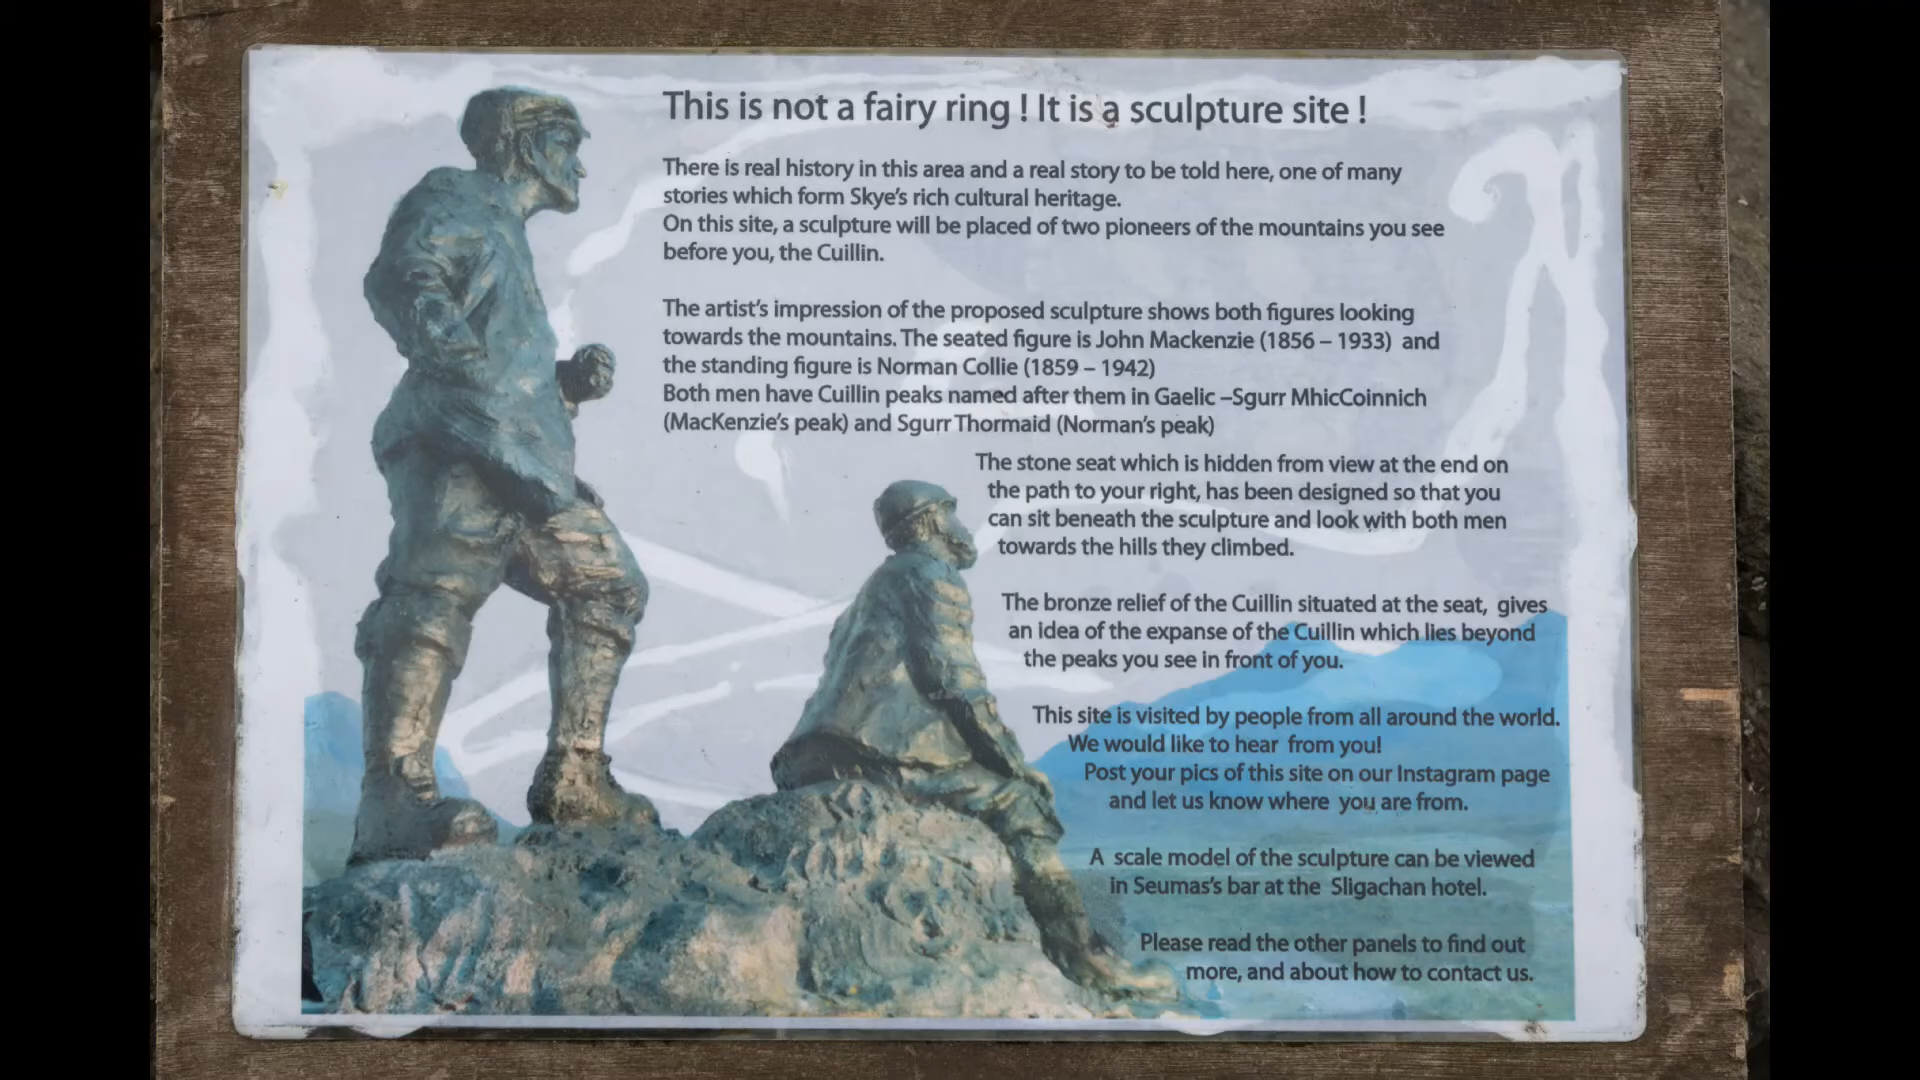 This is not a fairy ring ! It is a sculpture site !
There is real history in this area and a real story to be told here, one of many
stories which form Skye's rich cultural heritage.
On this site, a sculpture will be placed of two pioneers of the mountains you see
before you, the Cuillin.
The artist's impression of the proposed sculpture shows both figures looking
towards the mountains. The seated figure is John Mackenzie (1856 – 1933) and
the standing figure is Norman Collie (1859 – 1942)
Both men have Cuillin peaks named after them in Gaelic –Sgurr MhicCoinnich
(MacKenzie's peak) and Sgurr Thormaid (Norman's peak)
The stone seat which is hidden from view at the end on
the path to your right, has been designed so that you
can sit beneath the sculpture and look with both men
towards the hills they climbed.
The bronze relief of the Cuillin situated at the seat, gives
an idea of the expanse of the Cuillin which lies beyond
the peaks you see in front of you.
This site is visited by people from all around the world.
We would like to hear from you!
Post your pics of this site on our Instagram page
and let us know where you are from.
A scale model of the sculpture can be viewed
in Seumas's bar at the Sligachan hotel.
Please read the other panels to find out
more, and about how to contact us.